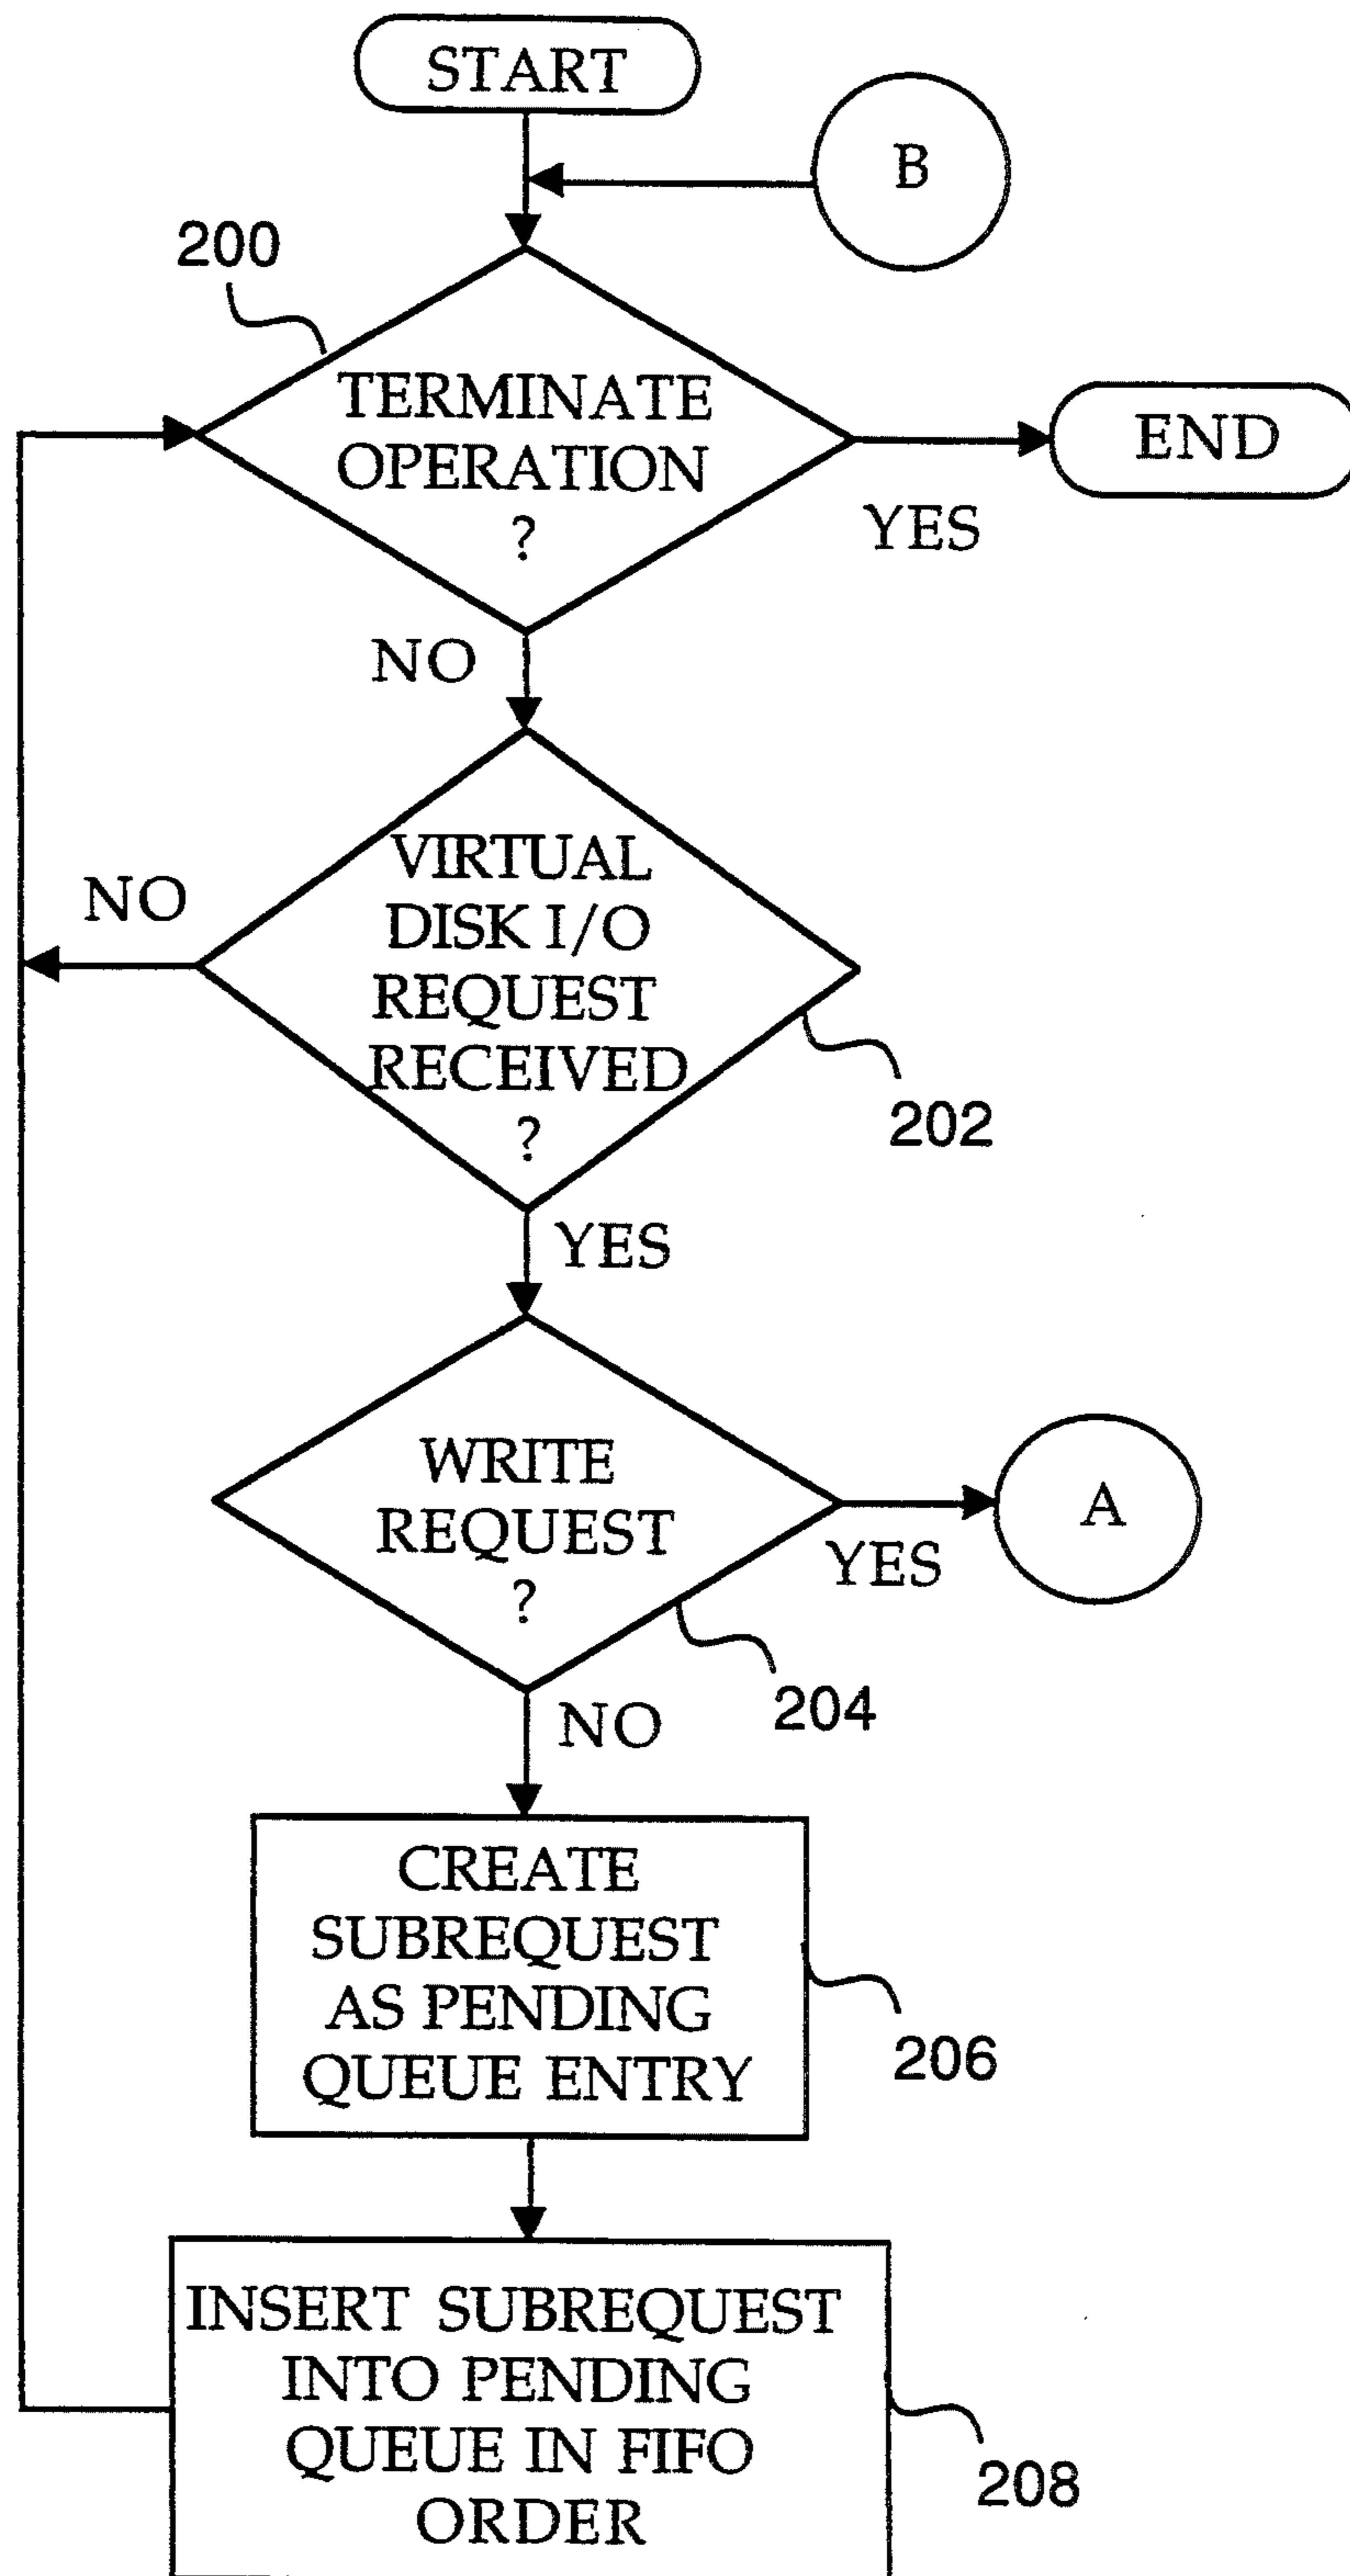 START
B
200
TERMINATE
OPERATION
?
END
YES
NO
VIRTUAL
DISK I/O
REQUEST
RECEIVED
?
NO
202
YES
WRITE
REQUEST
?
A
YES
204
NO
CREATE
SUBREQUEST
AS PENDING
QUEUE ENTRY
206
INSERT SUBREQUEST
INTO PENDING
QUEUE IN FIFO
ORDER
208